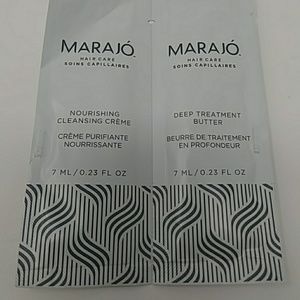 MARAJÓ
HAIR CARE
SOINS CAPILLAIRES
NOURISHING
CLEANSING CRÈME
CRÈME PURIFIANTE
NOURRISSANTE
7 ML / 0.23 FL OZ
MARAJÓ
HAIR CARE
SOINS CAPILLAIRES
DEEP TREATMENT
BUTTER
BEURRE DE TRAITEMENT
EN PROFONDEUR
7 ML / 0.23 FL OZ